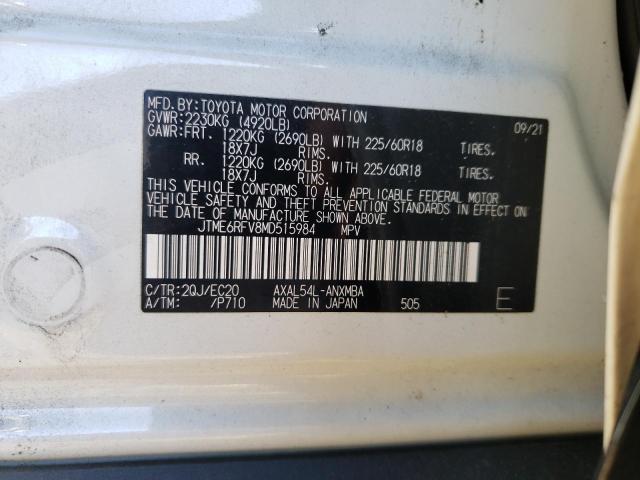 MFD.BY:TOYOTA MOTOR CORPORATION 09/21
GVWR:2230KG (4920LB)
GAWR:FRT. 1220KG (2690LB) WITH 225/60R18 TIRES.
18X7J RIMS.
RR. 1220KG (2690LB) WITH 225/60R18 TIRES.
18X7J RIMS.
THIS VEHICLE CONFORMS TO ALL APPLICABLE FEDERAL MOTOR
VEHICLE SAFETY AND THEFT PREVENTION STANDARDS IN EFFECT ON
THE DATE OF MANUFACTURE SHOWN ABOVE.
JTME6RFV8MD515984 MPV
C/TR:2QJ/EC20 AXAL54L-ANXMBA
A/TM: /P710 MADE IN JAPAN 505 E